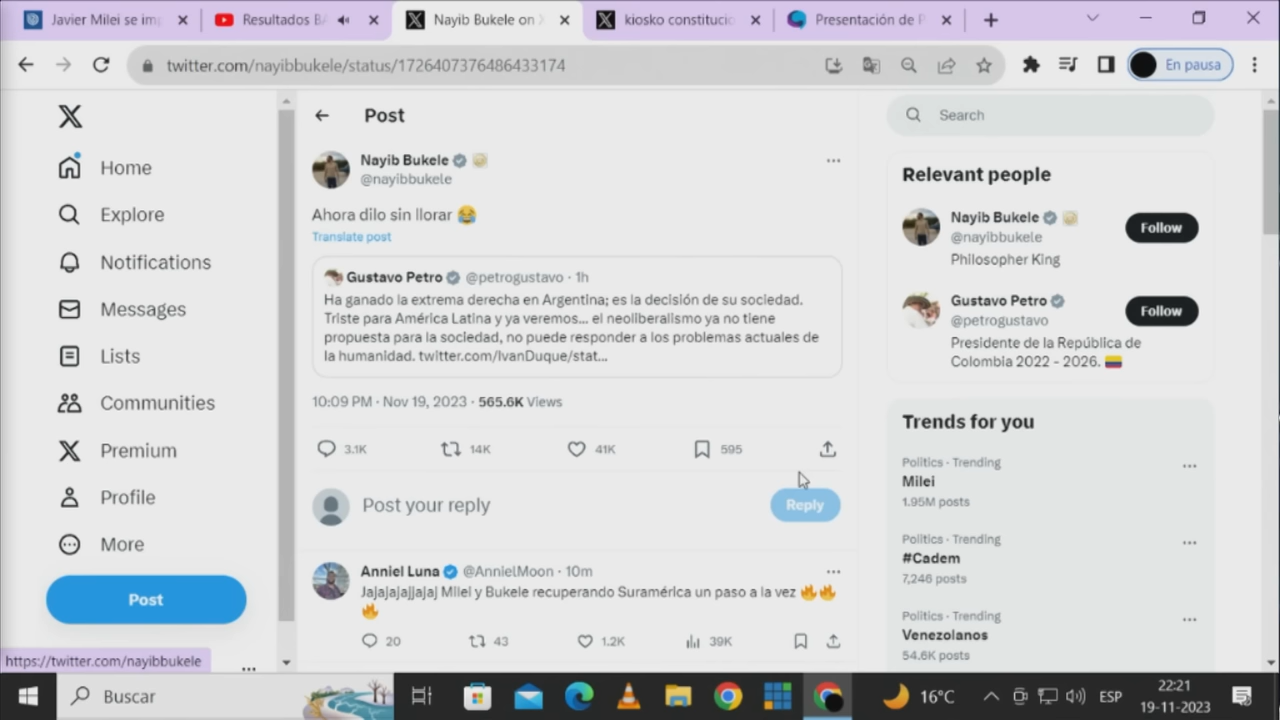 Javier Milei se im
Resultados BA
Nayib Bukele on X
kiosko constitucio
Presentación de P
twitter.com/nayibbukele/status/1726407376486433174
En pausa
Home
Explore
Notifications
Messages
Lists
Communities
Premium
Profile
More
Post
https://twitter.com/nayibbukele
Post
Nayib Bukele
@nayibbukele
Ahora dilo sin llorar 😂
Translate post
Gustavo Petro @petrogustavo · 1h
Ha ganado la extrema derecha en Argentina; es la decisión de su sociedad.
Triste para América Latina y ya veremos... el neoliberalismo ya no tiene
propuesta para la sociedad, no puede responder a los problemas actuales de
la humanidad. twitter.com/IvanDuque/stat...
10:09 PM · Nov 19, 2023 · 565.6K Views
3.1K 14K 41K 595
Post your reply
Reply
Anniel Luna @AnnielMoon · 10m
Jajajajajjajaj Milei y Bukele recuperando Suramérica un paso a la vez 🔥🔥
🔥
20 43 1.2K 39K
Search
Relevant people
Nayib Bukele
@nayibbukele
Follow
Philosopher King
Gustavo Petro
@petrogustavo
Follow
Presidente de la República de
Colombia 2022 - 2026. 🇨🇴
Trends for you
Politics · Trending
Milei
1.95M posts
Politics · Trending
#Cadem
7,246 posts
Politics · Trending
Venezolanos
54.6K posts
Buscar
16°C
ESP
22:21
19-11-2023